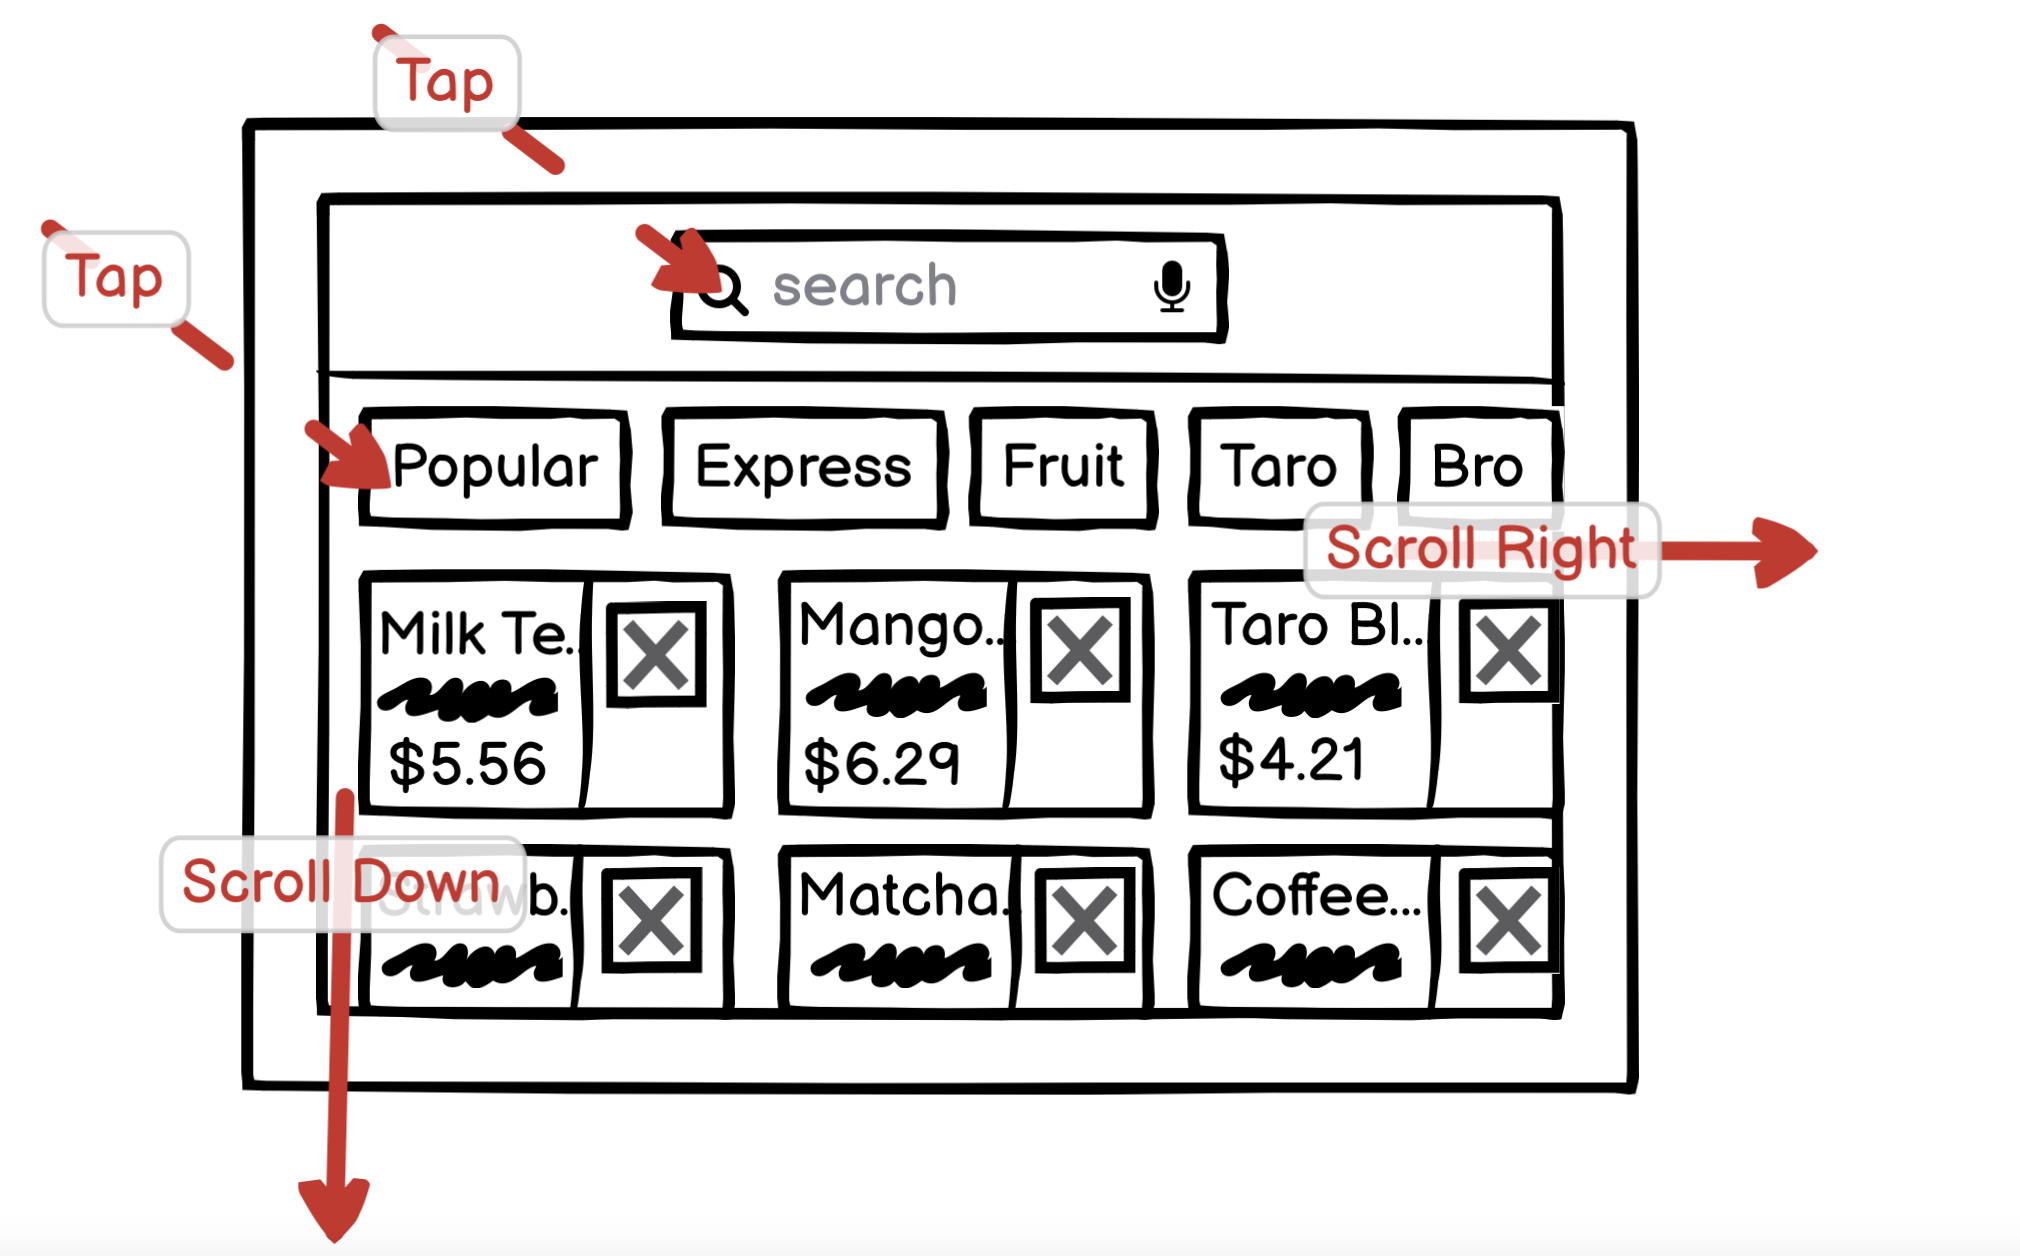 Tap
Tap
search
Popular
Express
Fruit
Taro
Bro
Scroll Right
Milk Te..
$5.56
Mango...
$6.29
Taro Bl...
$4.21
Scroll Down
Strawb..
Matcha..
Coffee...